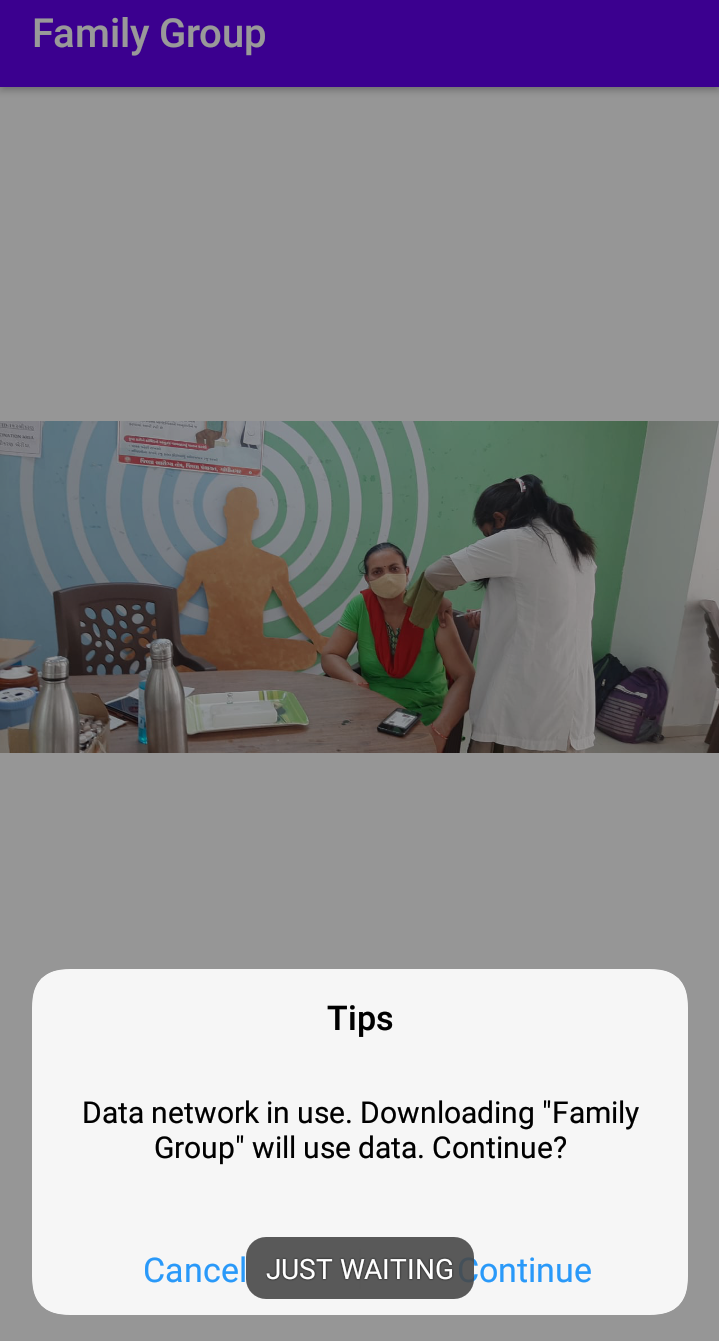 Family Group
Tips
Data network in use. Downloading "Family
Group" will use data. Continue?
Cancel
JUST WAITING
Continue